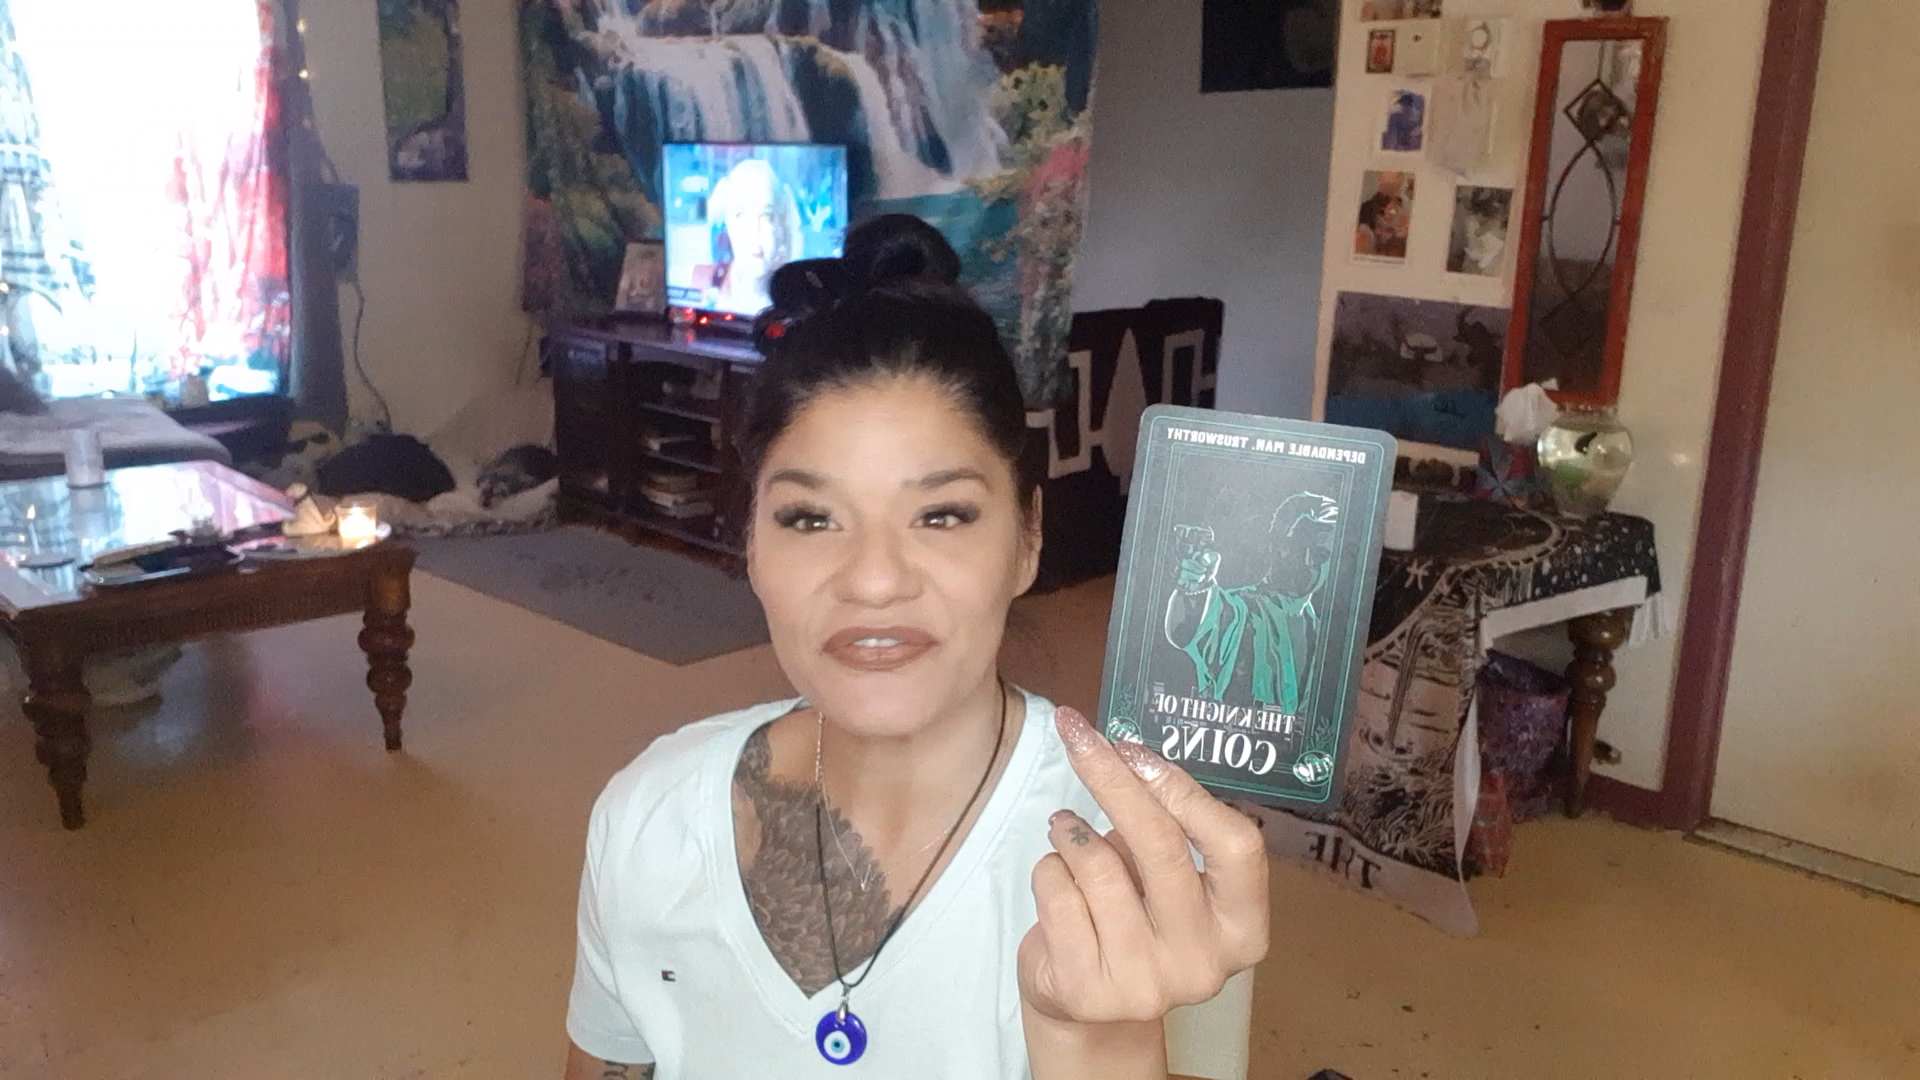 DEPENDABLE MAN, TRUSWORTHY
THE KNIGHT OF
COINS
THE